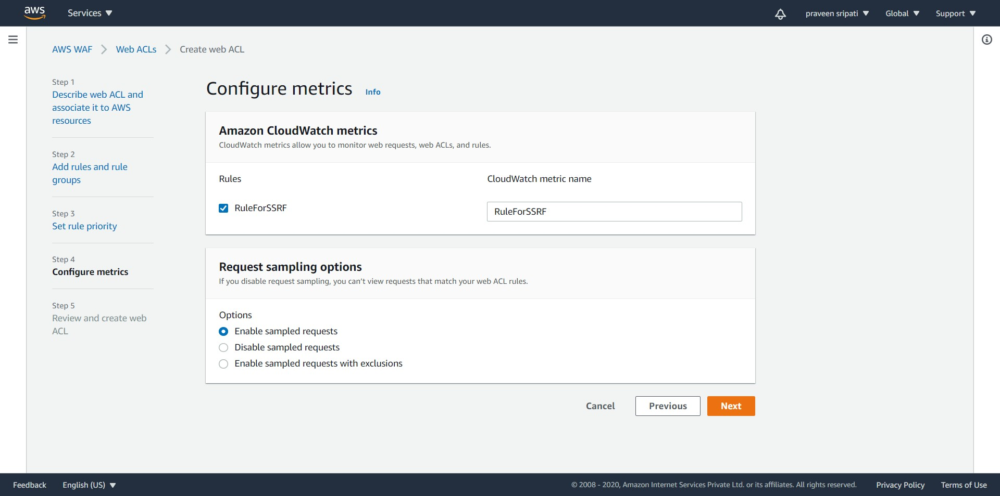 aws
Services
praveen sripati
Global
Support
AWS WAF
Web ACLs
Create web ACL
Step 1
Describe web ACL and
associate it to AWS
resources
Step 2
Add rules and rule
groups
Step 3
Set rule priority
Step 4
Configure metrics
Step 5
Review and create web
ACL
Configure metrics Info
Amazon CloudWatch metrics
CloudWatch metrics allow you to monitor web requests, web ACLs, and rules.
Rules
CloudWatch metric name
RuleForSSRF
RuleForSSRF
Request sampling options
If you disable request sampling, you can’t view requests that match your web ACL rules.
Options
Enable sampled requests
Disable sampled requests
Enable sampled requests with exclusions
Cancel
Previous
Next
Feedback
English (US)
© 2008 - 2020, Amazon Internet Services Private Ltd. or its affiliates. All rights reserved.
Privacy Policy
Terms of Use